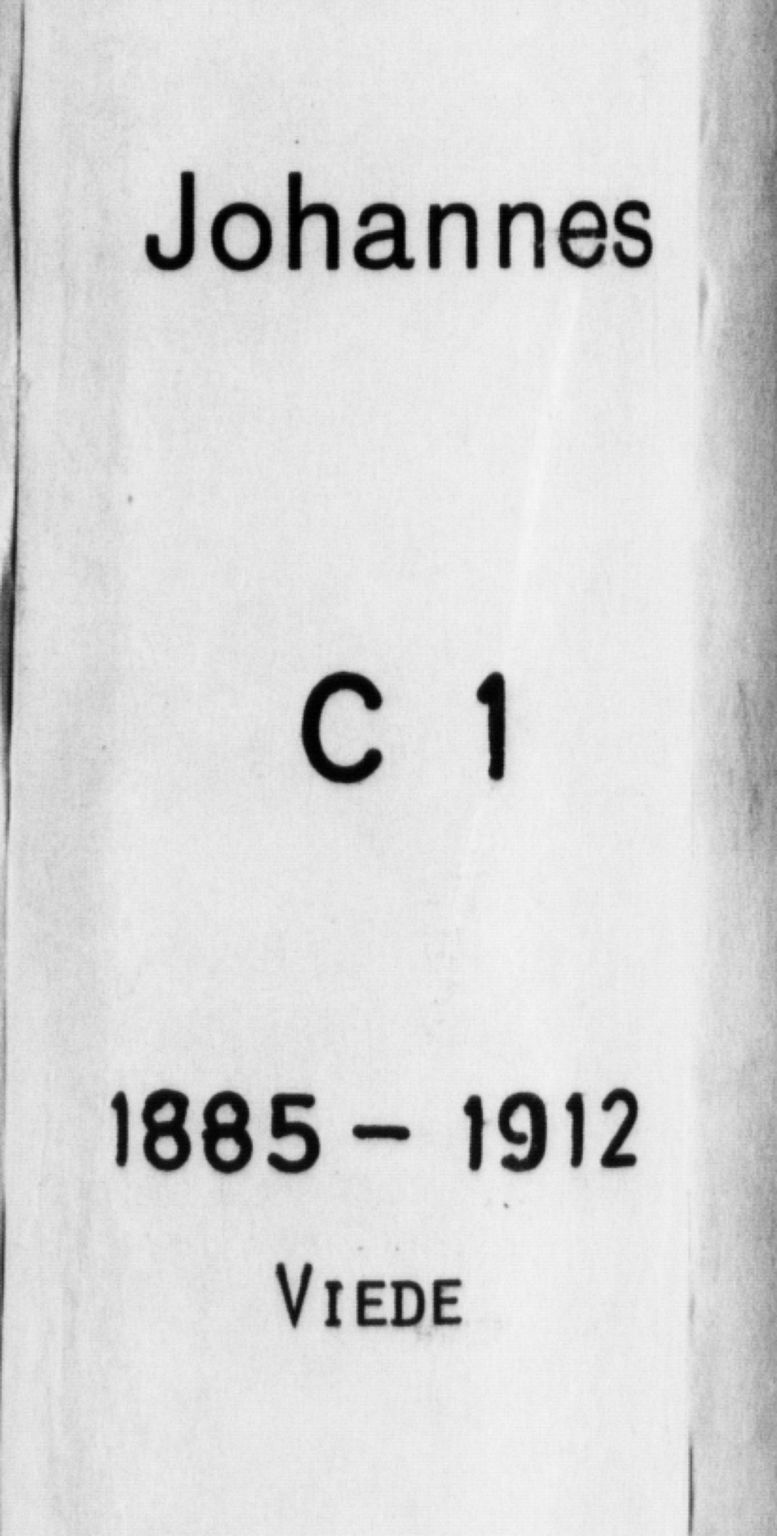 Johannes
C 1
1885 - 1912
VIEDE